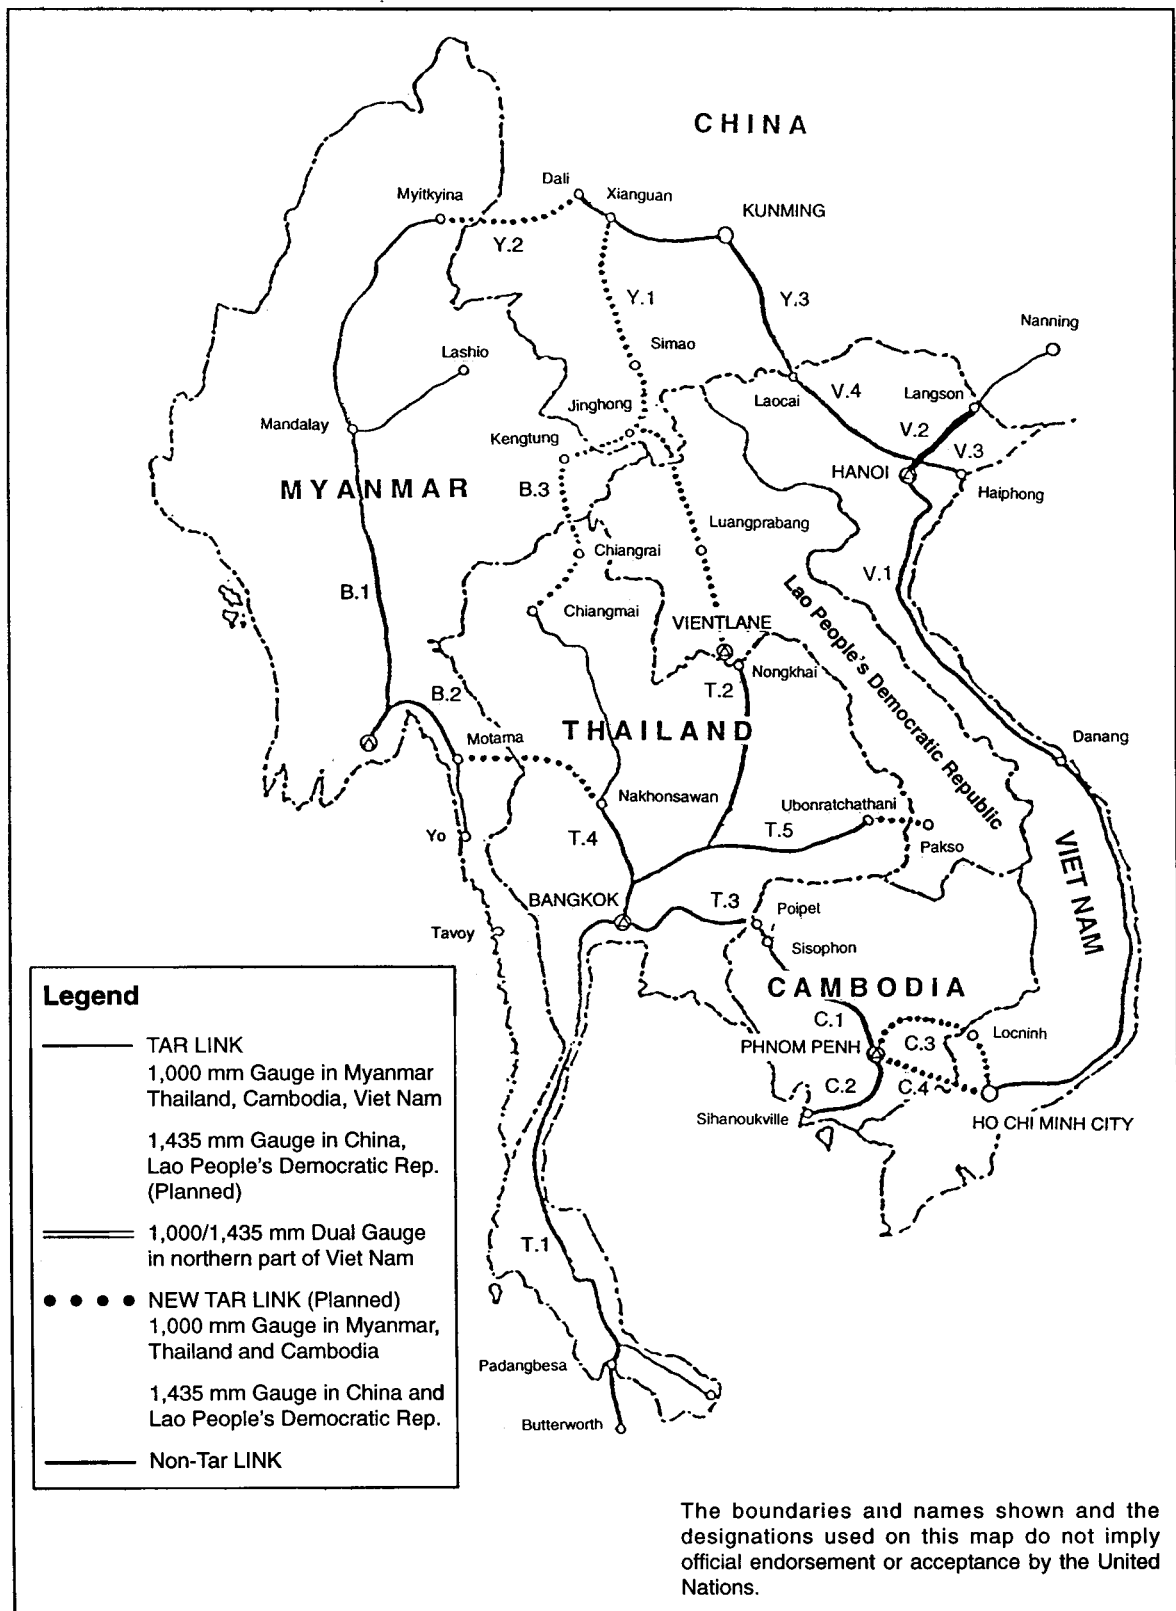 CHINA
Dali
Xianguan
Myitkyina
KUNMING
Y.2
Y.1
Y.3
Nanning
Simao
Lashio
Laocai
V.4
Langson
Jinghong
Mandalay
Kengtung
V.2
V.3
HANOI
MYANMAR
B.3
Haiphong
Luangprabang
Chiangrai
V.1
B.1
Chiangmai
Lao People's Democratic Republic
VIENTLANE
Nongkhai
T.2
B.2
THAILAND
Motama
Danang
Nakhonsawan
Ubonratchathani
Yo
T.4
T.5
Pakso
VIET NAM
BANGKOK
T.3
Poipet
Tavoy
Sisophon
CAMBODIA
C.1
Locninh
PHNOM PENH
C.3
C.2
C.4
Sihanoukville
HO CHI MINH CITY
T.1
Padangbesa
Butterworth
Legend
TAR LINK
1,000 mm Gauge in Myanmar
Thailand, Cambodia, Viet Nam
1,435 mm Gauge in China,
Lao People's Democratic Rep.
(Planned)
1,000/1,435 mm Dual Gauge
in northern part of Viet Nam
NEW TAR LINK (Planned)
1,000 mm Gauge in Myanmar,
Thailand and Cambodia
1,435 mm Gauge in China and
Lao People's Democratic Rep.
Non-Tar LINK
The boundaries and names shown and the
designations used on this map do not imply
official endorsement or acceptance by the United
Nations.